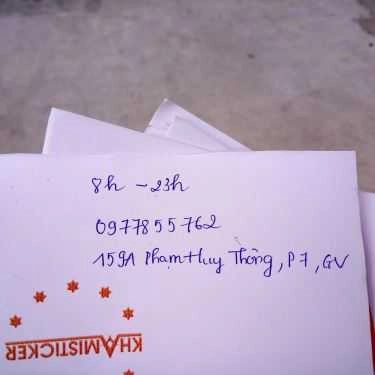 8h - 23h
0977855762
159A Phạm Huy Thông, P7, GV
KHAMISTICKER